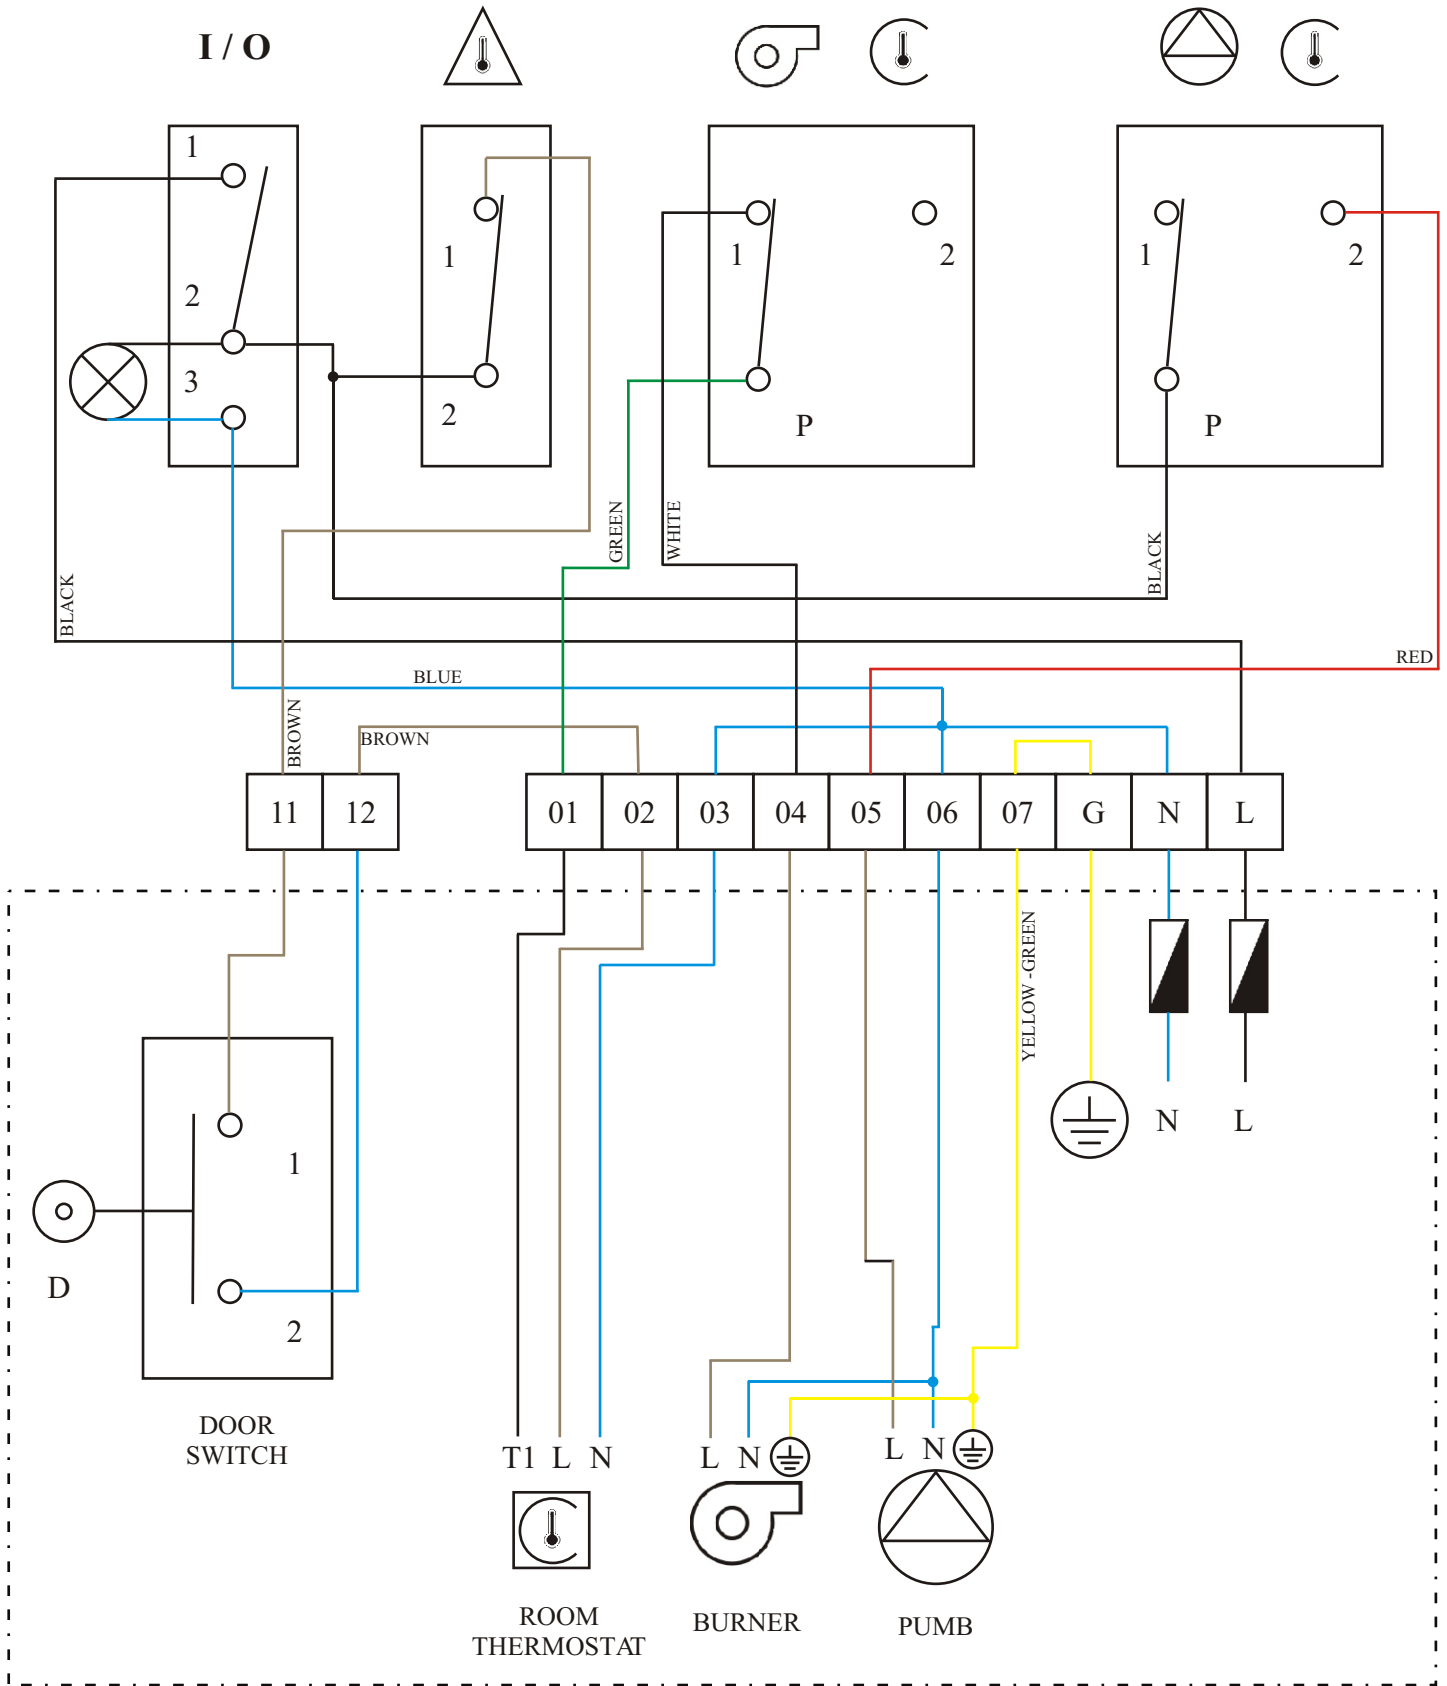 I / O
1
2
3
1
2
1
2
P
1
2
P
BLACK
GREEN
WHITE
BLACK
RED
BLUE
BROWN
BROWN
11
12
01
02
03
04
05
06
07
G
N
L
YELLOW -GREEN
N
L
1
2
D
DOOR
SWITCH
T1
L
N
L
N
L
N
ROOM
THERMOSTAT
BURNER
PUMB